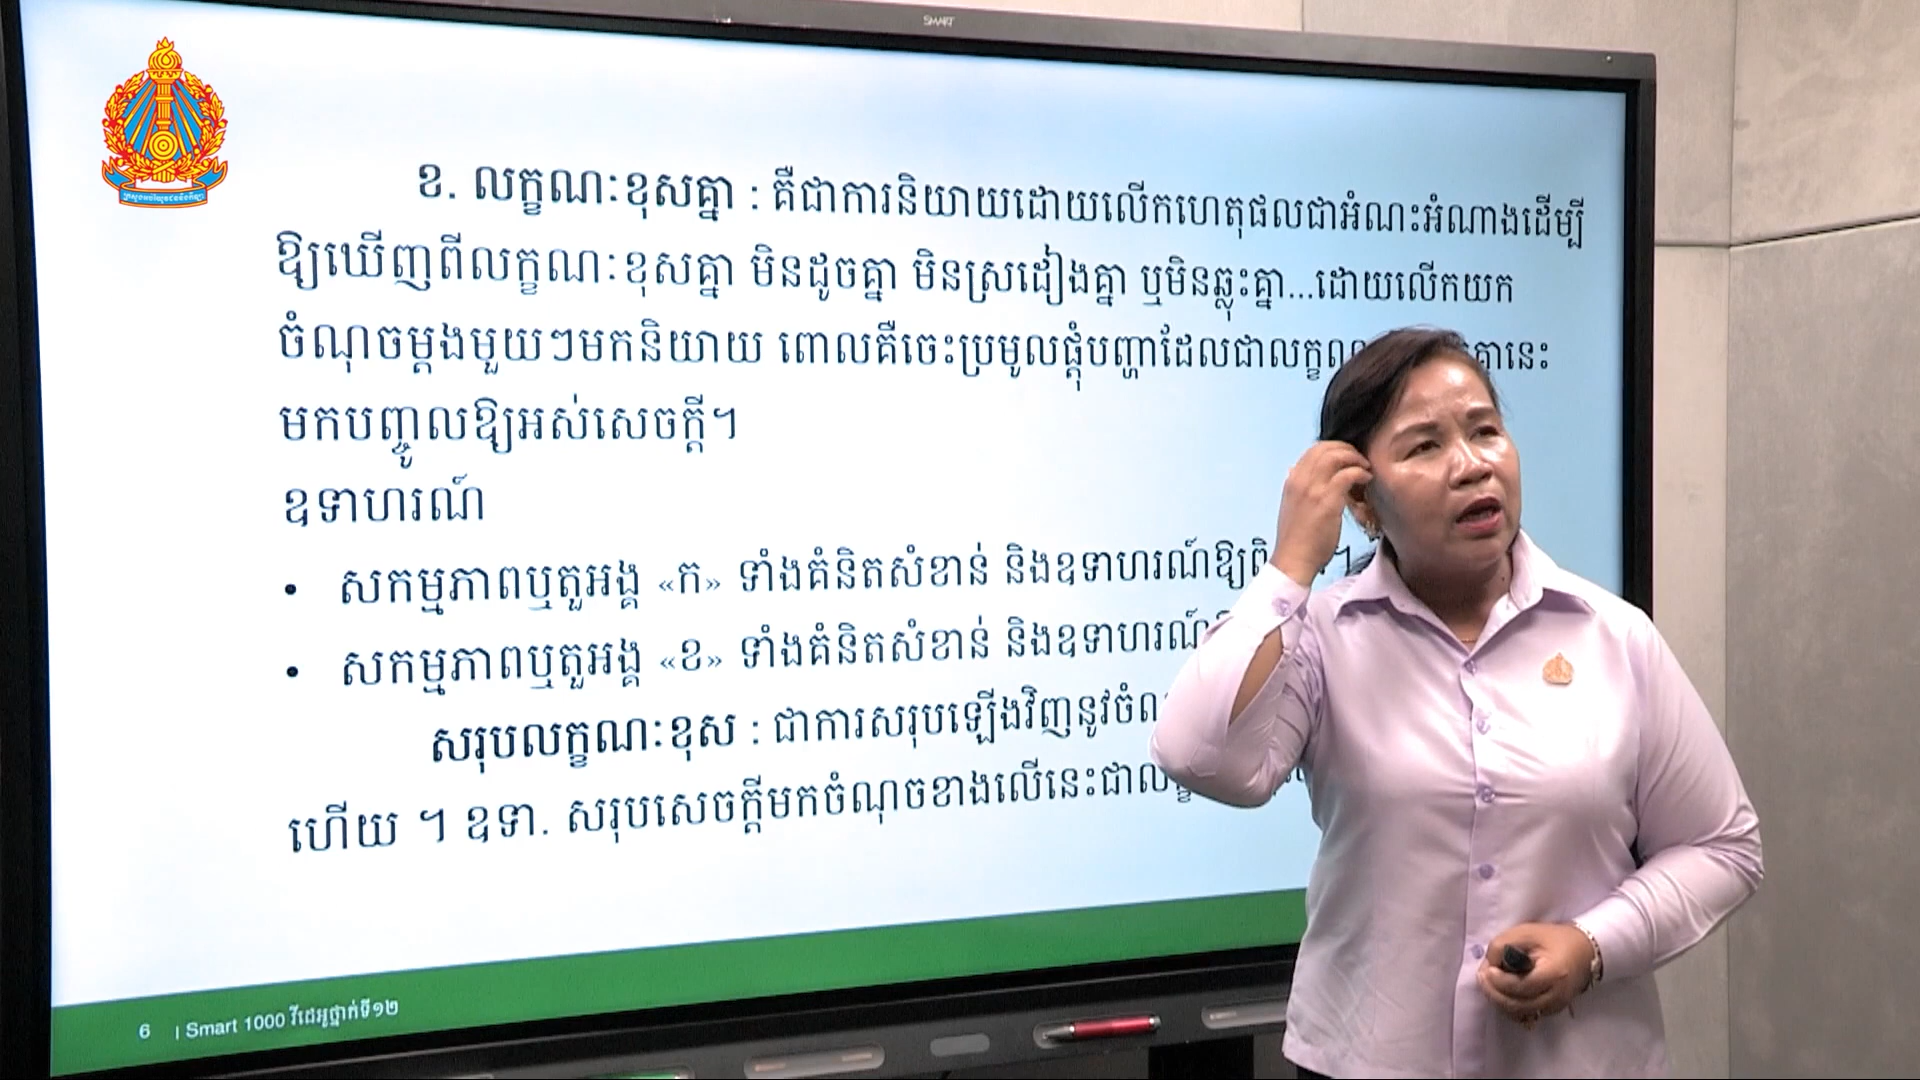 SMART
ខ. លក្ខណៈខុសគ្នា : គឺជាការនិយាយដោយលើកហេតុផលជាអំណះអំណាងដើម្បី
ឱ្យឃើញពីលក្ខណៈខុសគ្នា មិនដូចគ្នា មិនស្រដៀងគ្នា ឬមិនឆ្លុះគ្នា...ដោយលើកយក
ចំណុចម្ដងមួយៗមកនិយាយ ពោលគឺចេះប្រមូលផ្ដុំបញ្ហាដែលជា
មកបញ្ចូលឱ្យអស់សេចក្ដី។
ឧទាហរណ៍
• សកម្មភាពឬតួអង្គ «ក» ទាំងគំនិតសំខាន់ និងឧទាហរណ៍ឱ្យ
• សកម្មភាពឬតួអង្គ «ខ» ទាំងគំនិតសំខាន់ និងឧទាហរណ៍
សរុបលក្ខណៈខុស : ជាការសរុបឡើងវិញនូវ
ហើយ ។ ឧទា. សរុបសេចក្ដីមកចំណុចខាងលើនេះជា
6 | Smart 1000 វីដេអូថ្នាក់ទី១២